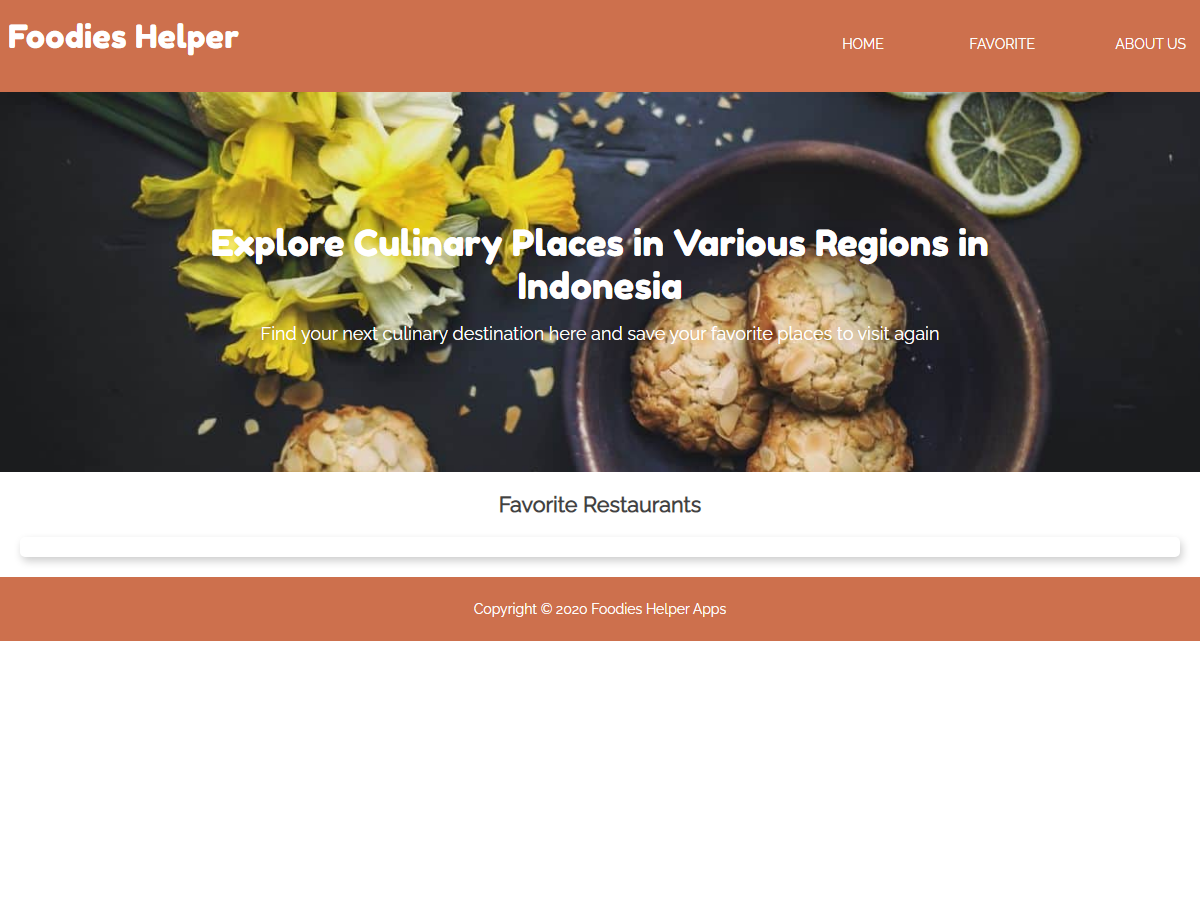 Foodies Helper
HOME
FAVORITE
ABOUT US
Explore Culinary Places in Various Regions in
Indonesia
Find your next culinary destination here and save your favorite places to visit again
Favorite Restaurants
Copyright © 2020 Foodies Helper Apps